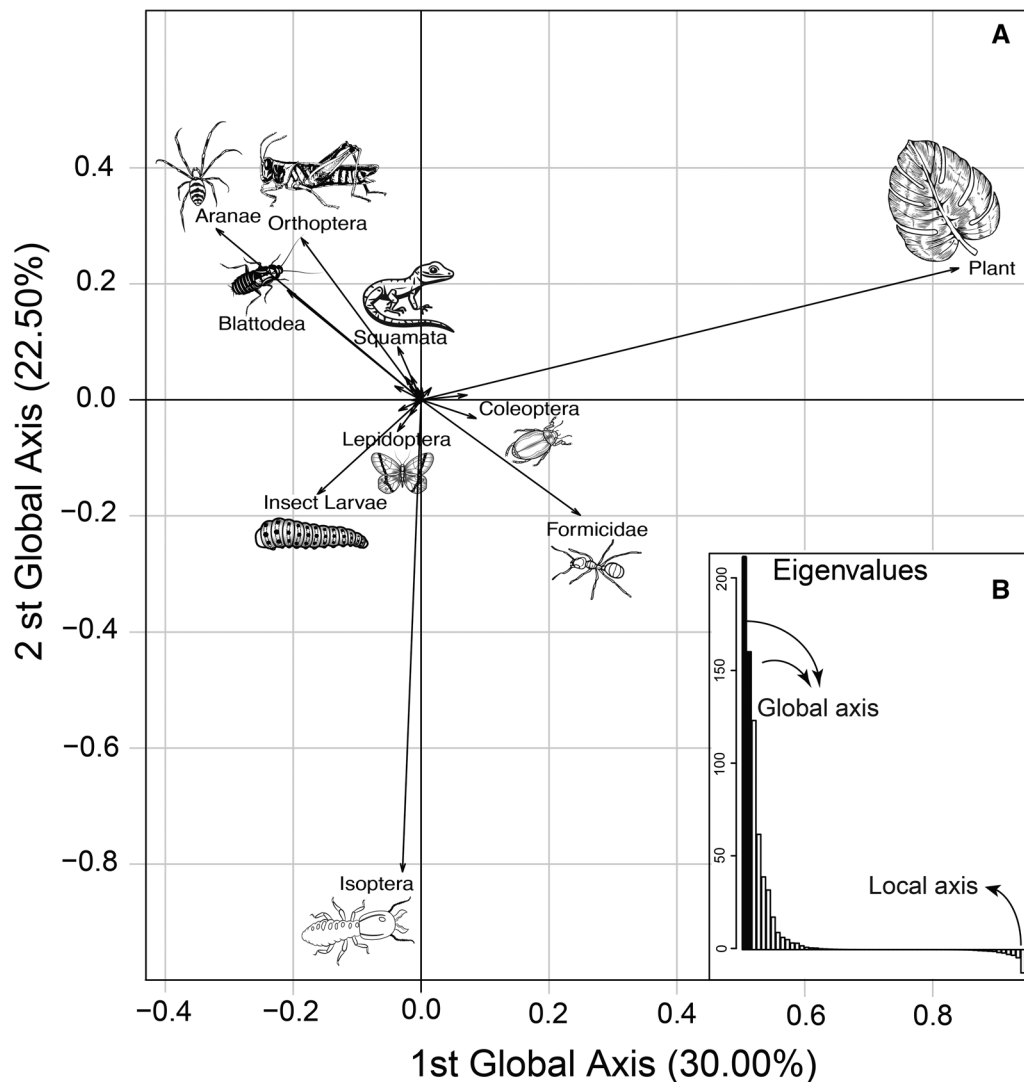 A
0.4
0.2
0.0
−0.2
−0.4
−0.6
−0.8
2 st Global Axis (22.50%)
Aranae
Orthoptera
Plant
Blattodea
Squamata
Coleoptera
Lepidoptera
Insect Larvae
Formicidae
Isoptera
B
Eigenvalues
200
150
100
50
0
Global axis
Local axis
−0.4
−0.2
0.0
0.2
0.4
0.6
0.8
1st Global Axis (30.00%)